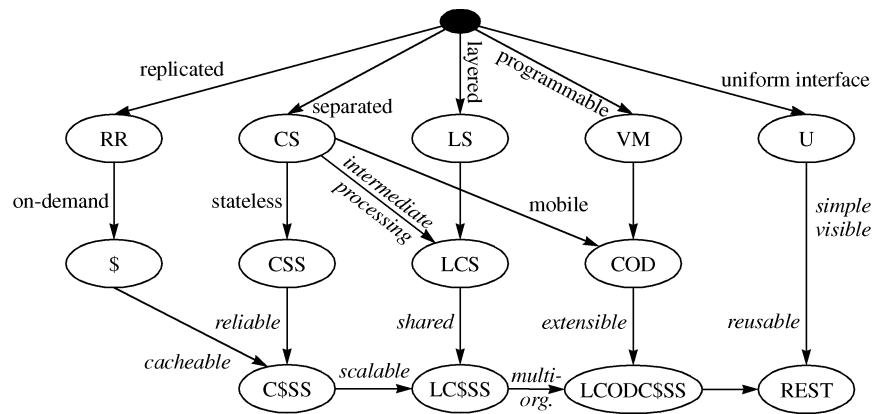 replicated
separated
layered
programmable
uniform interface
RR
CS
LS
VM
U
on-demand
stateless
intermediate
processing
mobile
simple
visible
$
CSS
LCS
COD
reliable
shared
extensible
reusable
cacheable
scalable
multi-
org.
C$SS
LC$SS
LCODC$SS
REST